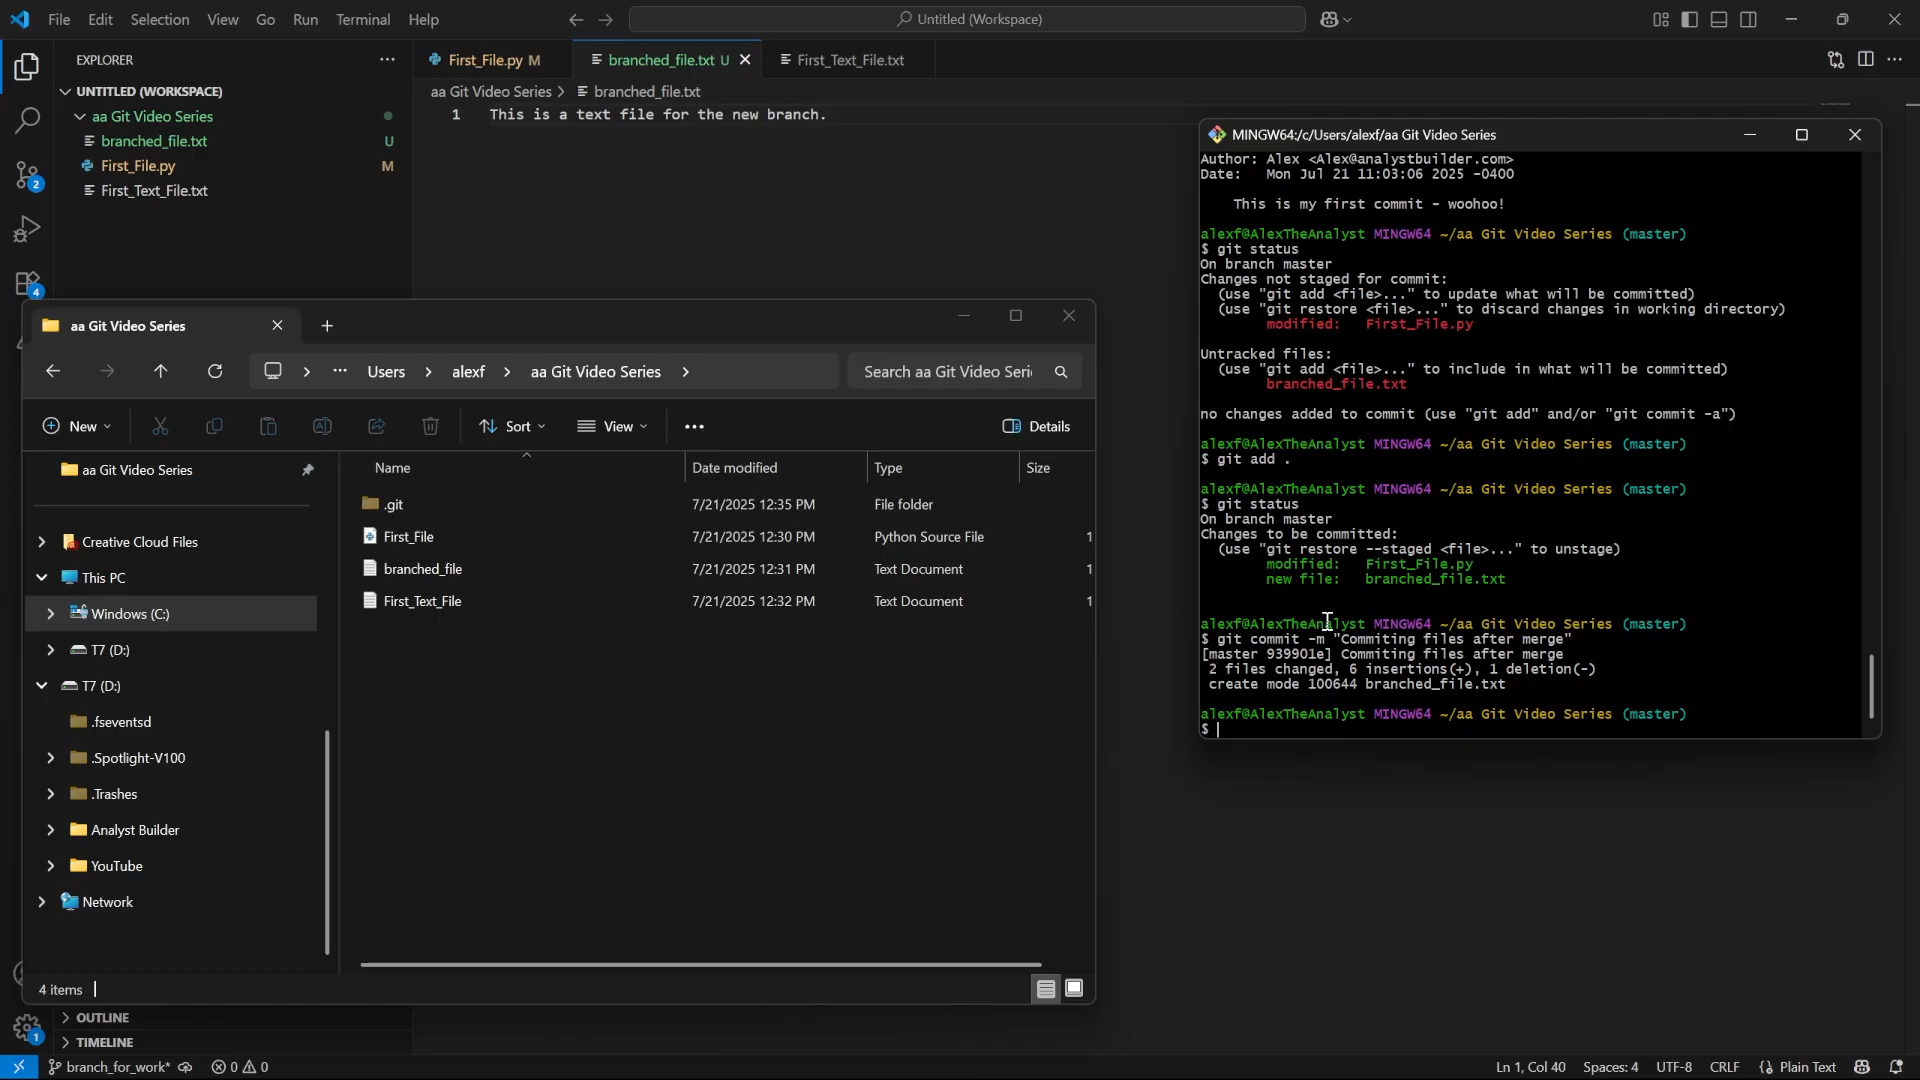 File Edit Selection View Go Run Terminal Help
Untitled (Workspace)
EXPLORER
UNTITLED (WORKSPACE)
aa Git Video Series
branched_file.txt U
First_File.py M
First_Text_File.txt
2
4
First_File.py M
branched_file.txt U
First_Text_File.txt
aa Git Video Series > branched_file.txt
1 This is a text file for the new branch.
aa Git Video Series
Users > alexf > aa Git Video Series >
Search aa Git Video Seri
New
Sort
View
Details
aa Git Video Series
Creative Cloud Files
This PC
Windows (C:)
T7 (D:)
T7 (D:)
.fseventsd
.Spotlight-V100
.Trashes
Analyst Builder
YouTube
Network
Name Date modified Type Size
.git 7/21/2025 12:35 PM File folder
First_File 7/21/2025 12:30 PM Python Source File 1
branched_file 7/21/2025 12:31 PM Text Document 1
First_Text_File 7/21/2025 12:32 PM Text Document 1
4 items
MINGW64:/c/Users/alexf/aa Git Video Series
Author: Alex <Alex@analystbuilder.com>
Date: Mon Jul 21 11:03:06 2025 -0400
This is my first commit - woohoo!
alexf@AlexTheAnalyst MINGW64 ~/aa Git Video Series (master)
$ git status
On branch master
Changes not staged for commit:
(use "git add <file>..." to update what will be committed)
(use "git restore <file>..." to discard changes in working directory)
modified: First_File.py
Untracked files:
(use "git add <file>..." to include in what will be committed)
branched_file.txt
no changes added to commit (use "git add" and/or "git commit -a")
alexf@AlexTheAnalyst MINGW64 ~/aa Git Video Series (master)
$ git add .
alexf@AlexTheAnalyst MINGW64 ~/aa Git Video Series (master)
$ git status
On branch master
Changes to be committed:
(use "git restore --staged <file>..." to unstage)
modified: First_File.py
new file: branched_file.txt
alexf@AlexTheAnalyst MINGW64 ~/aa Git Video Series (master)
$ git commit -m "Commiting files after merge"
[master 939901e] Commiting files after merge
2 files changed, 6 insertions(+), 1 deletion(-)
create mode 100644 branched_file.txt
alexf@AlexTheAnalyst MINGW64 ~/aa Git Video Series (master)
$
OUTLINE
TIMELINE
1
branch_for_work* 0 0
Ln 1, Col 40 Spaces: 4 UTF-8 CRLF {} Plain Text